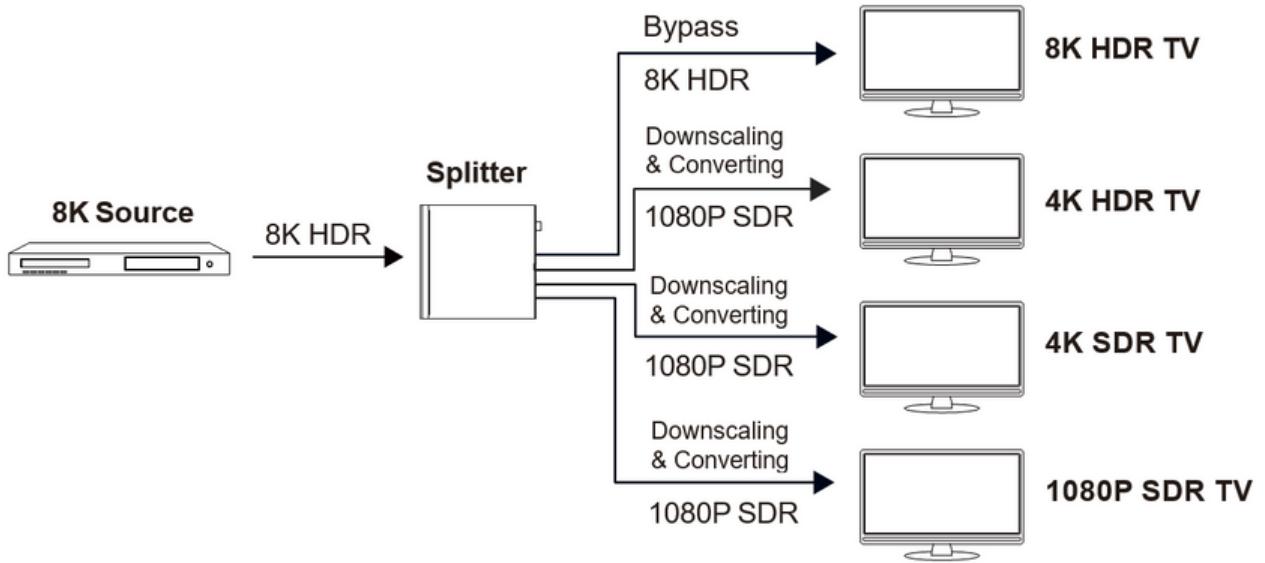 8K Source
8K HDR
Splitter
Bypass
8K HDR
8K HDR TV
Downscaling
& Converting
1080P SDR
4K HDR TV
Downscaling
& Converting
1080P SDR
4K SDR TV
Downscaling
& Converting
1080P SDR
1080P SDR TV